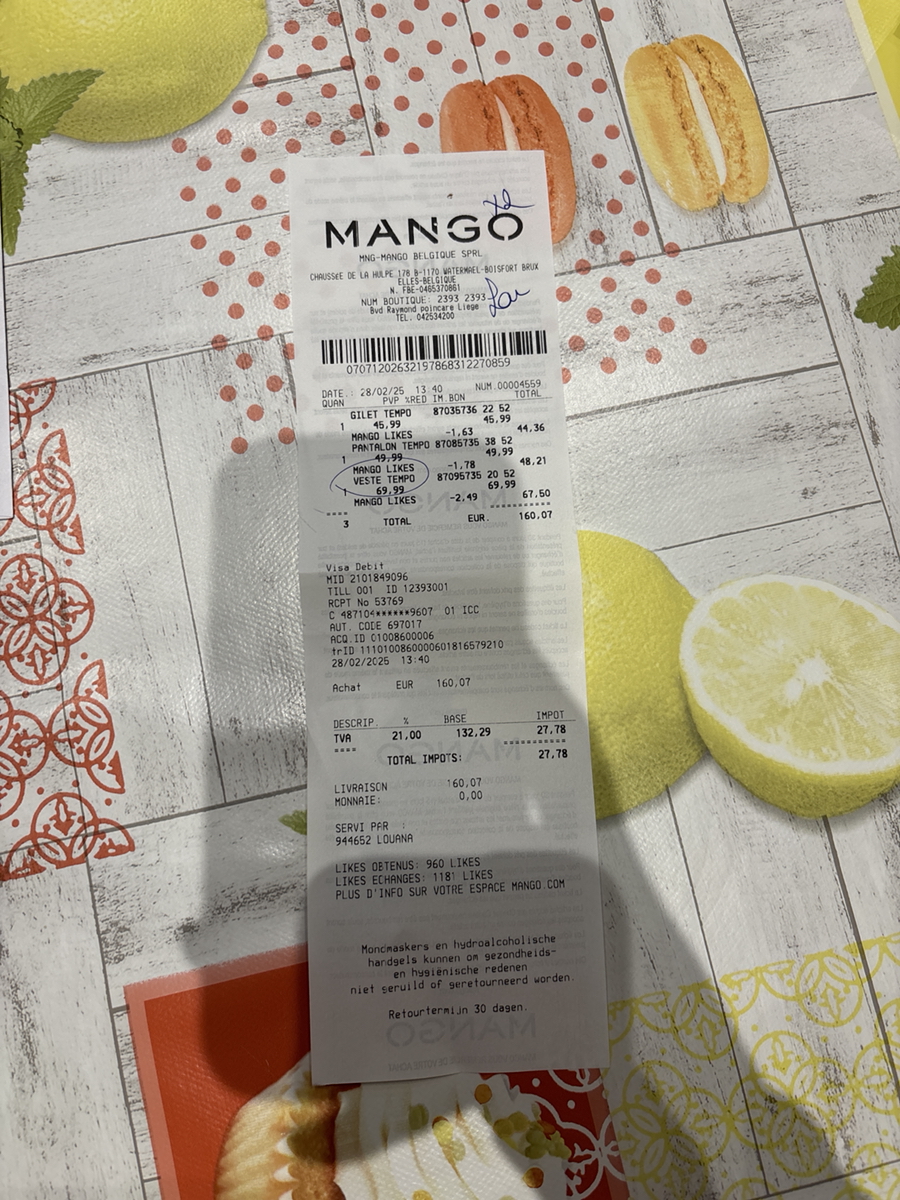 MANGO
MNG-MANGO BELGIQUE SPRL
CHAUSSéE DE LA HULPE 178 B-1170 WATERMAEL-BOISFORT BRUX
ELLES-BELGIQUE
N. FBE-0465370861
NUM BOUTIQUE: 2393 2393
Bvd Raymond poincare Liege
TEL. 042534200
07071202632197868312270859
DATE.: 28/02/25 13:40 NUM.00004559
QUAN PVP %RED IM.BON TOTAL
GILET TEMPO 87035736 22 52
1 45,99 45,99
MANGO LIKES -1,63 44,36
PANTALON TEMPO 87085735 38 52
1 49,99 49,99
MANGO LIKES -1,78 48,21
VESTE TEMPO 87095735 20 52
1 69,99 69,99
MANGO LIKES -2,49 67,50
==== ----------
3 TOTAL EUR. 160,07
Visa Debit
MID 2101849096
TILL 001 ID 12393001
RCPT No 53769
C 487104******9607 01 ICC
AUT. CODE 697017
ACQ.ID 01008600006
trID 1110100860000601816579210
28/02/2025 13:40
Achat EUR 160,07
DESCRIP. % BASE IMPOT
TVA 21,00 132,29 27,78
==== ----------
TOTAL IMPOTS: 27,78
LIVRAISON 160,07
MONNAIE: 0,00
SERVI PAR :
944652 LOUANA
LIKES OBTENUS: 960 LIKES
LIKES ECHANGES: 1181 LIKES
PLUS D'INFO SUR VOTRE ESPACE MANGO.COM
Mondmaskers en hydroalcoholische
handgels kunnen om gezondheids-
en hygiënische redenen
niet geruild of geretourneerd worden.
Retourtermijn 30 dagen.